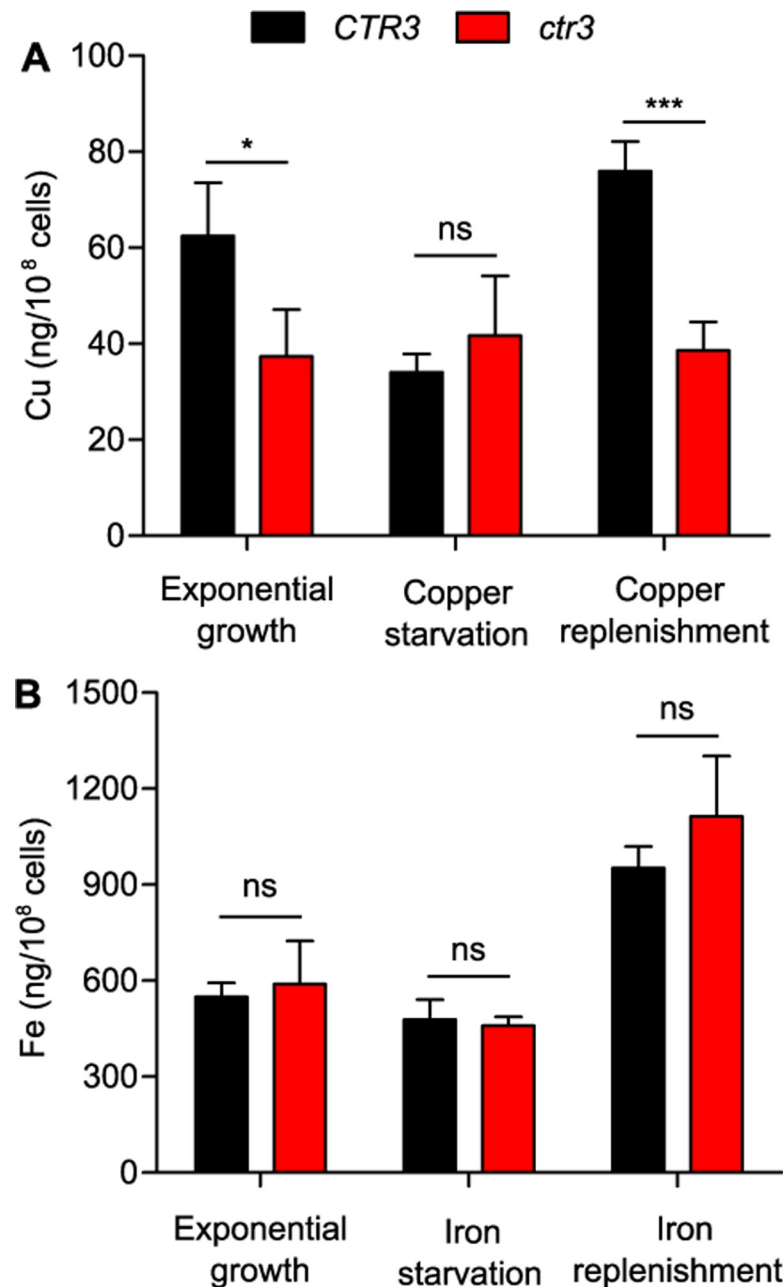 CTR3 ctr3
A
Cu (ng/10⁸ cells)
100
80
60
40
20
0
*
ns
***
Exponential
growth
Copper
starvation
Copper
replenishment
B
Fe (ng/10⁸ cells)
1500
1200
900
600
300
0
ns
ns
ns
Exponential
growth
Iron
starvation
Iron
replenishment